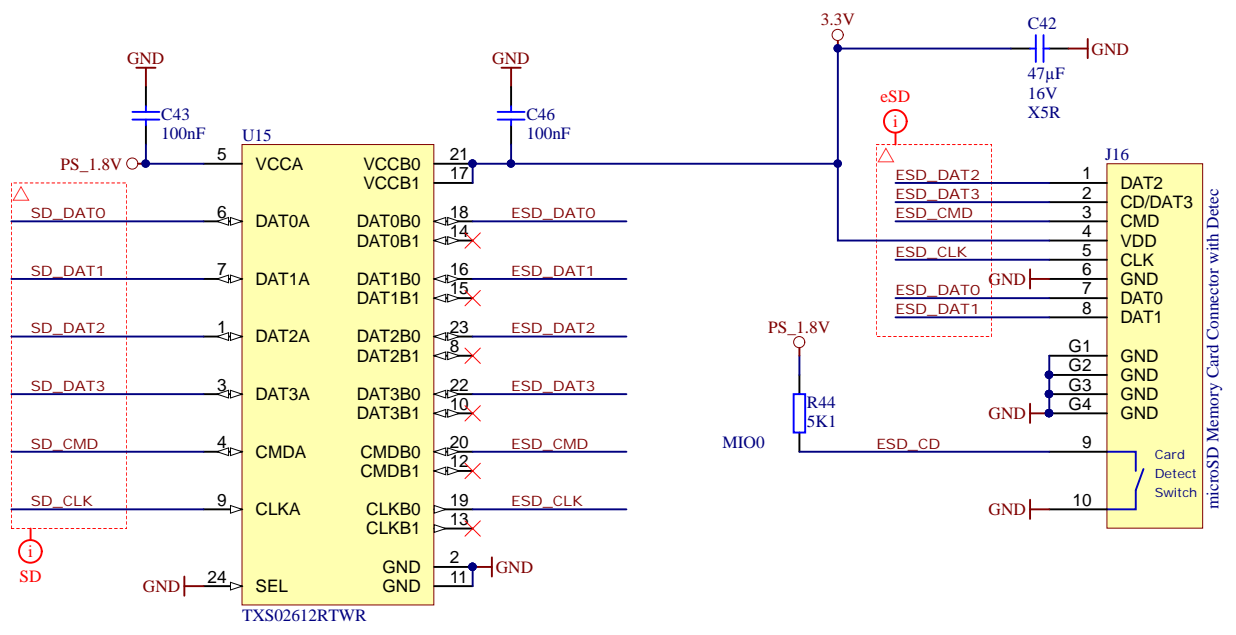 3.3V
C42
GND
47µF
16V
X5R
GND
C43
100nF
GND
C46
100nF
eSD
i
U15
PS_1.8V
5 VCCA
VCCB0 21
VCCB1 17
SD_DAT0 6 DAT0A
DAT0B0 18 ESD_DAT0
DAT0B1 14
SD_DAT1 7 DAT1A
DAT1B0 16 ESD_DAT1
DAT1B1 15
SD_DAT2 1 DAT2A
DAT2B0 23 ESD_DAT2
DAT2B1 8
SD_DAT3 3 DAT3A
DAT3B0 22 ESD_DAT3
DAT3B1 10
SD_CMD 4 CMDA
CMDB0 20 ESD_CMD
CMDB1 12
SD_CLK 9 CLKA
CLKB0 19 ESD_CLK
CLKB1 13
i
SD
GND 2
GND
GND 11
GND 24 SEL
TXS02612RTWR
J16
ESD_DAT2 1 DAT2
ESD_DAT3 2 CD/DAT3
ESD_CMD 3 CMD
4 VDD
ESD_CLK 5 CLK
GND 6 GND
ESD_DAT0 7 DAT0
ESD_DAT1 8 DAT1
G1 GND
G2 GND
G3 GND
GND G4 GND
PS_1.8V
R44
5K1
MIO0
ESD_CD 9
Card
Detect
Switch
GND 10
microSD Memory Card Connector with Detec